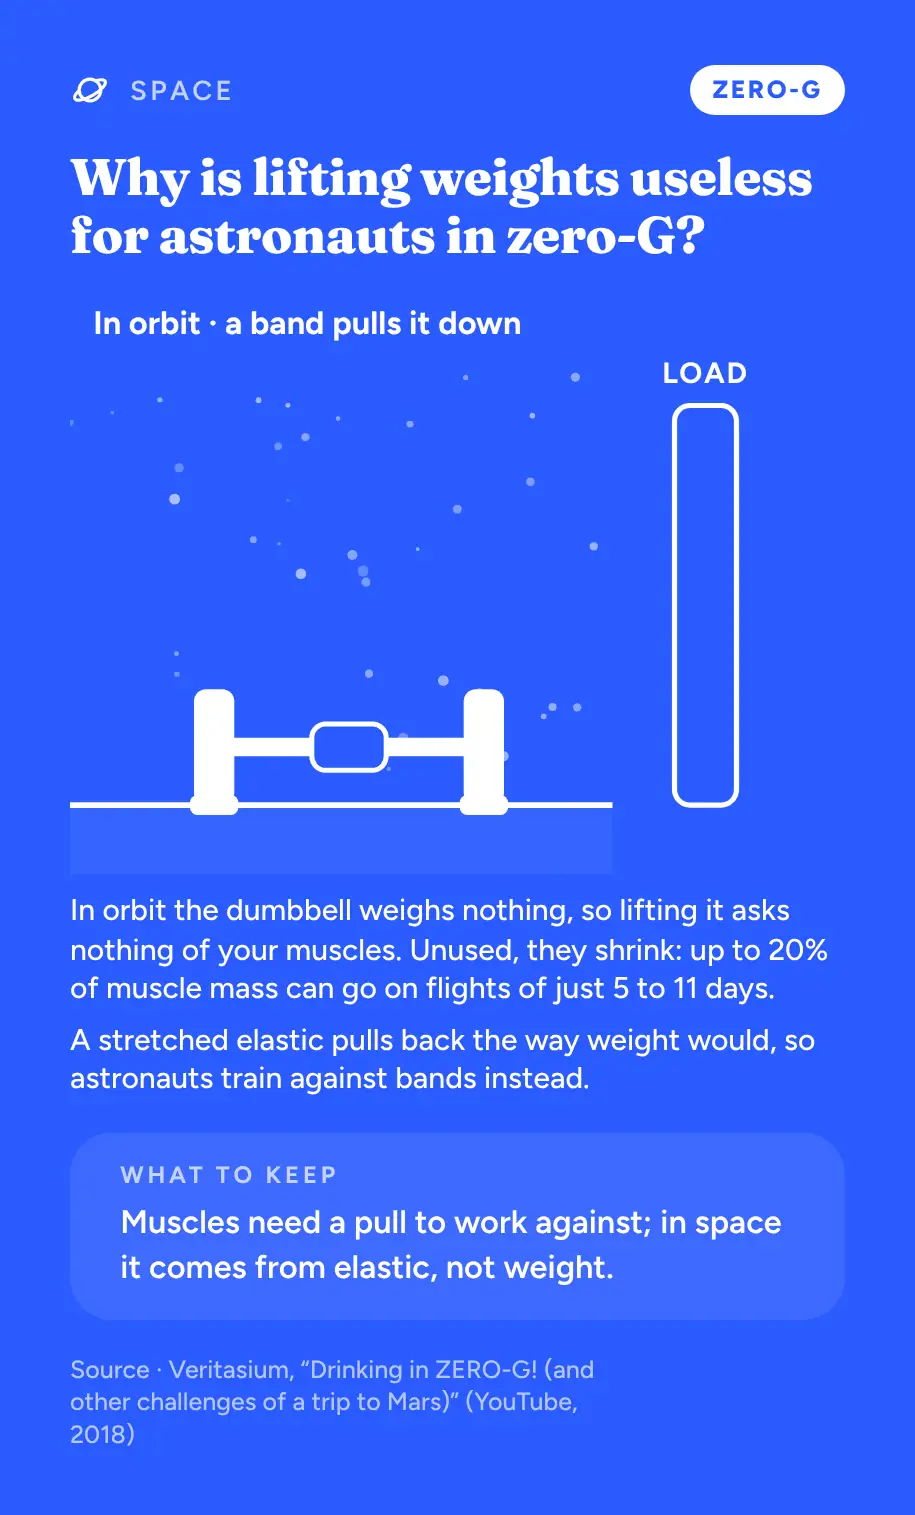 SPACE
ZERO-G
Why is lifting weights useless
for astronauts in zero-G?
In orbit · a band pulls it down
LOAD
In orbit the dumbbell weighs nothing, so lifting it asks
nothing of your muscles. Unused, they shrink: up to 20%
of muscle mass can go on flights of just 5 to 11 days.
A stretched elastic pulls back the way weight would, so
astronauts train against bands instead.
WHAT TO KEEP
Muscles need a pull to work against; in space
it comes from elastic, not weight.
Source · Veritasium, “Drinking in ZERO-G! (and
other challenges of a trip to Mars)” (YouTube,
2018)